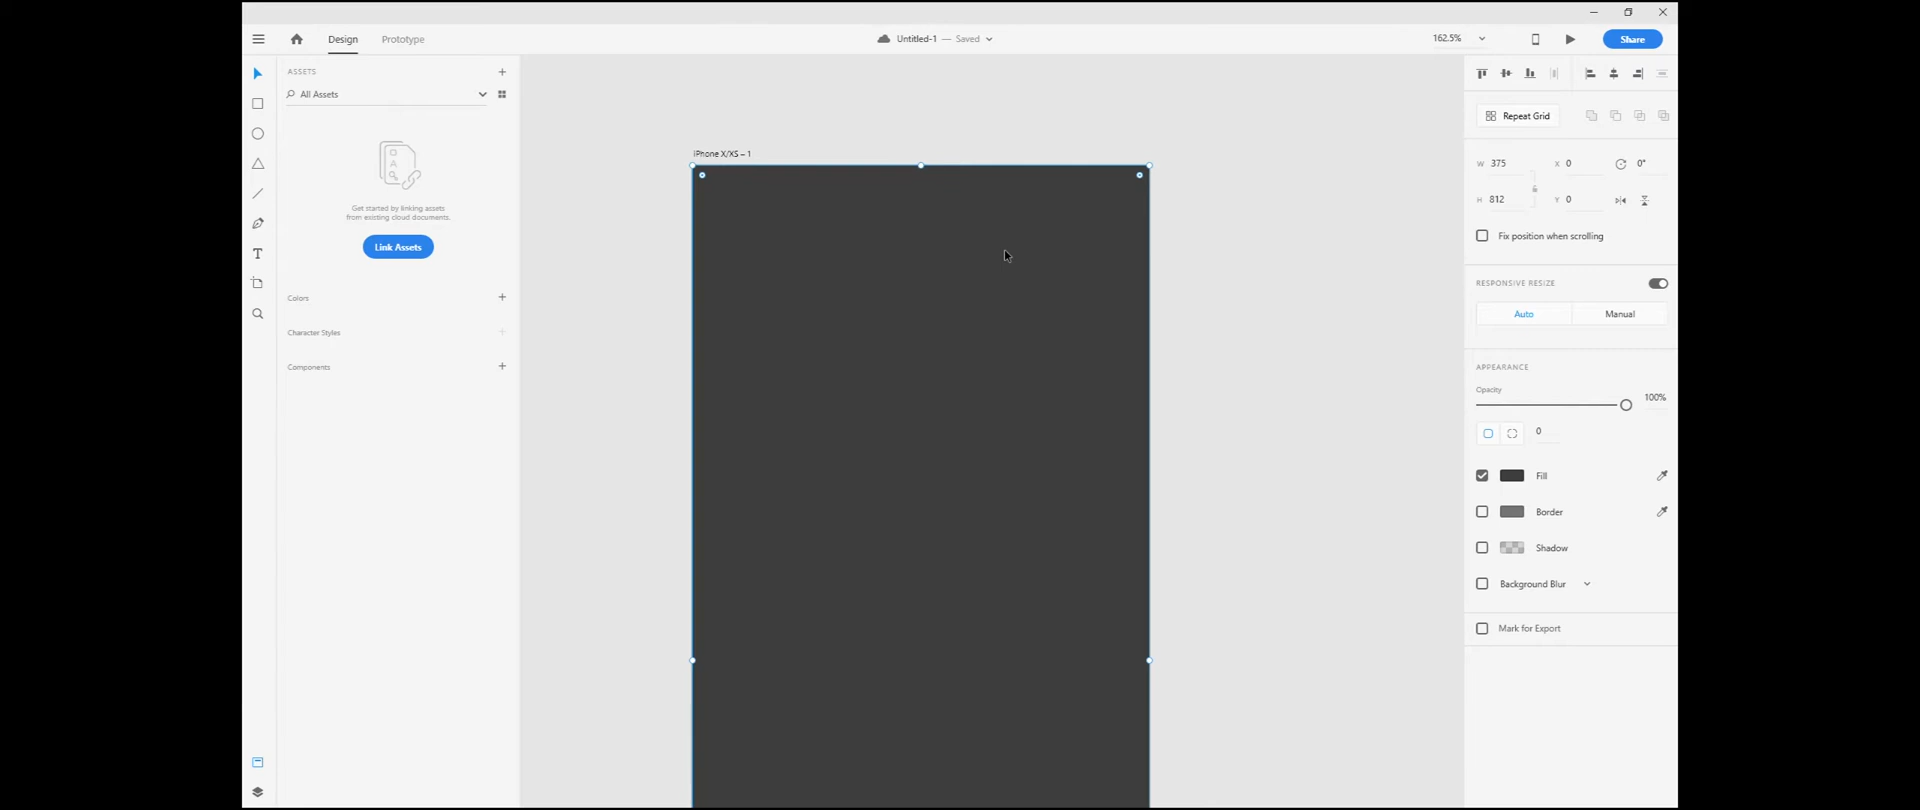 Design
Prototype
Untitled-1 — Saved
162.5%
Share
ASSETS
All Assets
Get started by linking assets
from existing cloud documents.
Link Assets
Colors
Character Styles
Components
iPhone X/XS – 1
Repeat Grid
W 375
X 0
0°
H 812
Y 0
Fix position when scrolling
RESPONSIVE RESIZE
Auto
Manual
APPEARANCE
Opacity
100%
0
Fill
Border
Shadow
Background Blur
Mark for Export